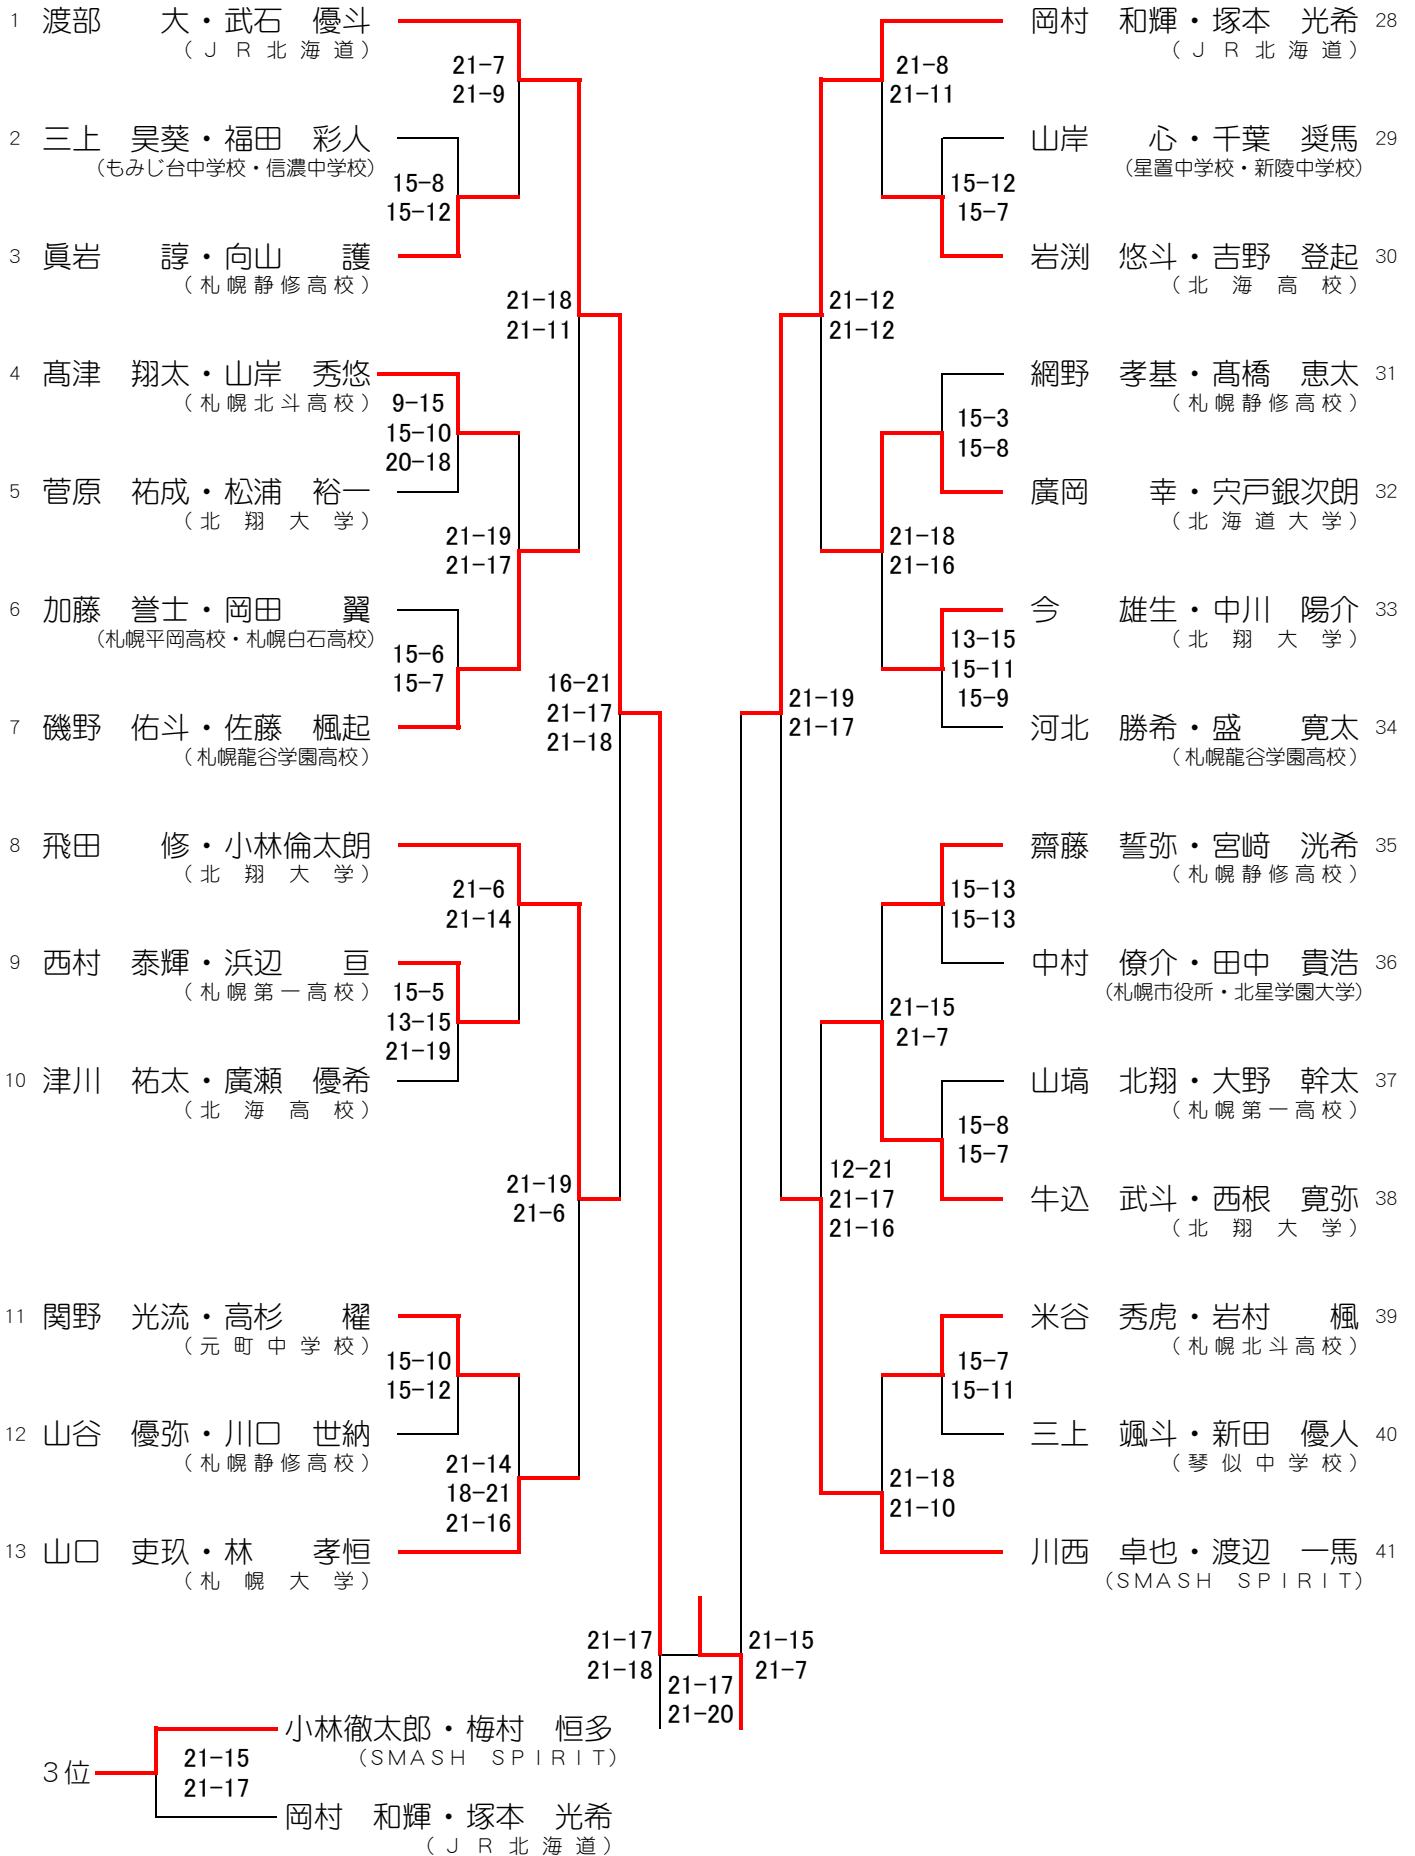 1 渡部　　大・武石　優斗
（ＪＲ北海道）
21-7
21-9
2 三上　昊葵・福田　彩人
（もみじ台中学校・信濃中学校）
15-8
15-12
3 眞岩　　諄・向山　　護
（札幌静修高校）
21-18
21-11
4 髙津　翔太・山岸　秀悠
（札幌北斗高校）
9-15
15-10
20-18
5 菅原　祐成・松浦　裕一
（北翔大学）
21-19
21-17
6 加藤　誉士・岡田　　翼
（札幌平岡高校・札幌白石高校）
15-6
15-7
16-21
21-17
21-18
7 磯野　佑斗・佐藤　楓起
（札幌龍谷学園高校）
8 飛田　　修・小林倫太朗
（北翔大学）
21-6
21-14
9 西村　泰輝・浜辺　　亘
（札幌第一高校）
15-5
13-15
21-19
10 津川　祐太・廣瀬　優希
（北海高校）
21-19
21-6
11 関野　光流・高杉　　櫂
（元町中学校）
15-10
15-12
12 山谷　優弥・川口　世納
（札幌静修高校）
21-14
18-21
21-16
13 山口　吏玖・林　　孝恒
（札幌大学）
岡村　和輝・塚本　光希 28
（ＪＲ北海道）
21-8
21-11
山岸　　心・千葉　奨馬 29
（星置中学校・新陵中学校）
15-12
15-7
岩渕　悠斗・吉野　登起 30
（北海高校）
21-12
21-12
網野　孝基・髙橋　恵太 31
（札幌静修高校）
15-3
15-8
廣岡　　幸・宍戸銀次朗 32
（北海道大学）
21-18
21-16
今　　雄生・中川　陽介 33
（北翔大学）
13-15
15-11
15-9
21-19
21-17
河北　勝希・盛　　寛太 34
（札幌龍谷学園高校）
齋藤　誓弥・宮﨑　洸希 35
（札幌静修高校）
15-13
15-13
中村　僚介・田中　貴浩 36
（札幌市役所・北星学園大学）
21-15
21-7
山塙　北翔・大野　幹太 37
（札幌第一高校）
15-8
15-7
12-21
21-17
21-16
牛込　武斗・西根　寛弥 38
（北翔大学）
米谷　秀虎・岩村　　楓 39
（札幌北斗高校）
15-7
15-11
三上　颯斗・新田　優人 40
（琴似中学校）
21-18
21-10
川西　卓也・渡辺　一馬 41
（SMASH　SPIRIT）
21-17
21-18
21-15
21-7
21-17
21-20
小林徹太郎・梅村　恒多
（SMASH　SPIRIT）
3位
21-15
21-17
岡村　和輝・塚本　光希
（ＪＲ北海道）